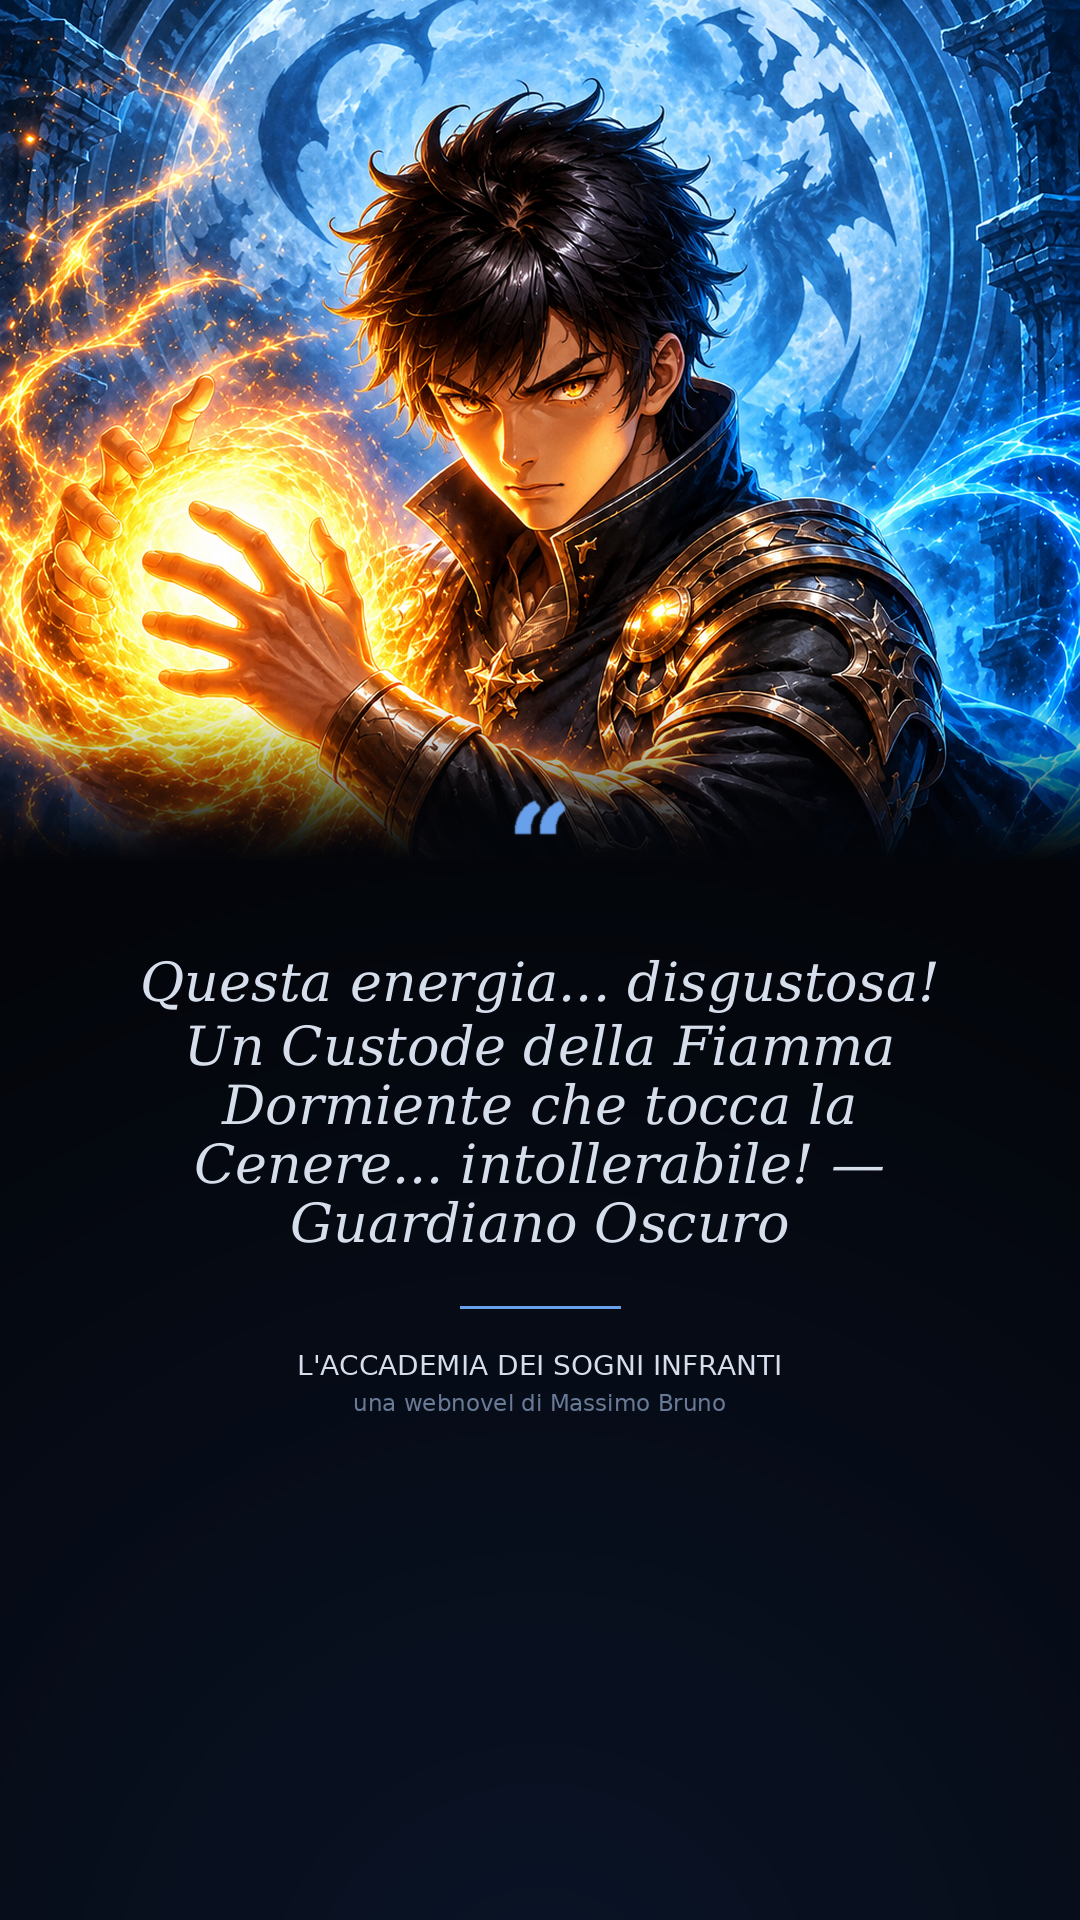 “
Questa energia... disgustosa!
Un Custode della Fiamma
Dormiente che tocca la
Cenere... intollerabile! —
Guardiano Oscuro
L'ACCADEMIA DEI SOGNI INFRANTI
una webnovel di Massimo Bruno